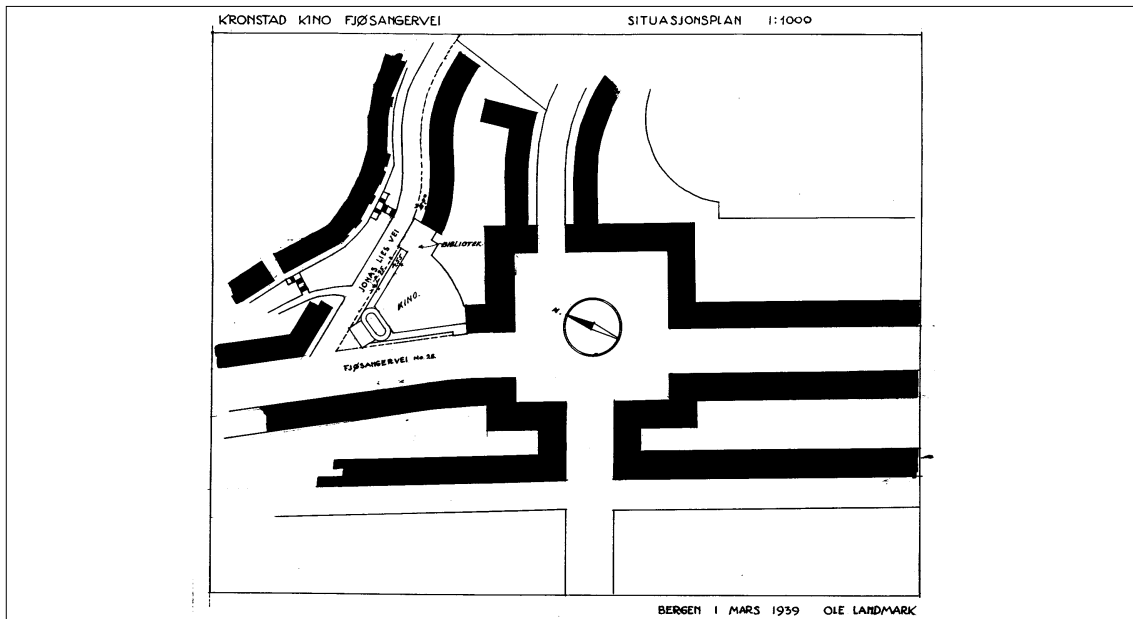 KRONSTAD KINO FJØSANGERVEI
SITUASJONSPLAN 1:1000
BIBLIOTEK.
JONAS LIES VEI
KINO.
N.
FJØSANGERVEI No. 28
BERGEN 1 MARS 1939 OLE LANDMARK